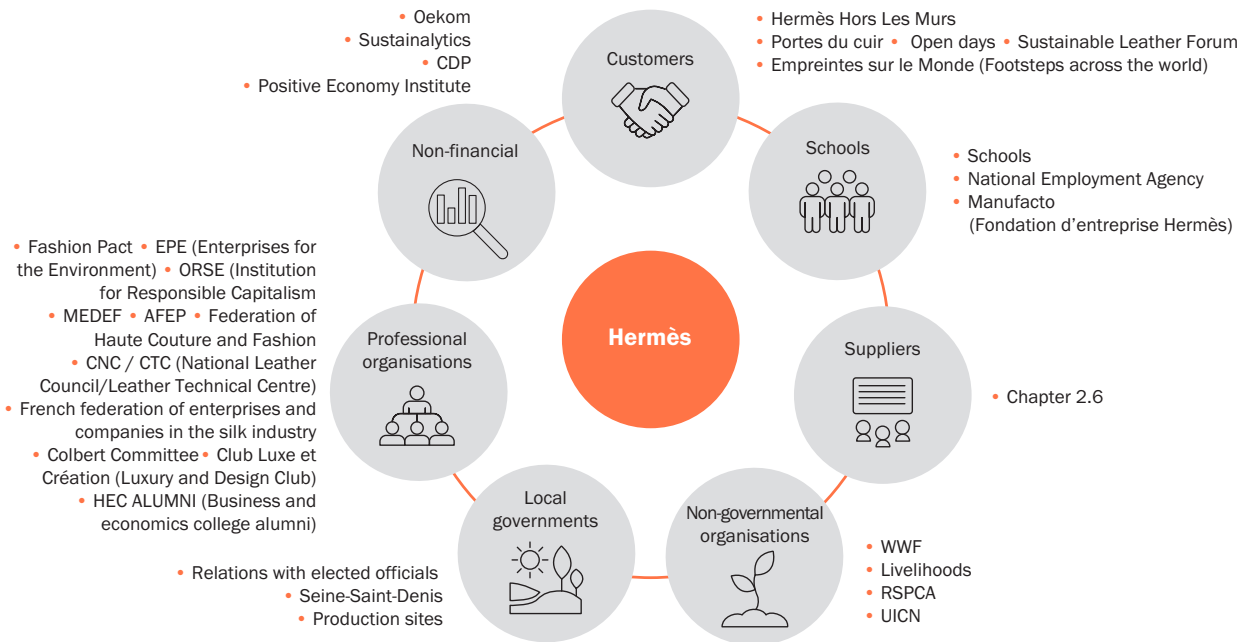 Customers
• Hermès Hors Les Murs
• Portes du cuir • Open days • Sustainable Leather Forum
• Empreintes sur le Monde (Footsteps across the world)
Schools
• Schools
• National Employment Agency
• Manufacto
(Fondation d'entreprise Hermès)
Suppliers
• Chapter 2.6
Non-governmental
organisations
• WWF
• Livelihoods
• RSPCA
• UICN
Local
governments
• Relations with elected officials
• Seine-Saint-Denis
• Production sites
Professional
organisations
• Fashion Pact • EPE (Enterprises for
the Environment) • ORSE (Institution
for Responsible Capitalism
• MEDEF • AFEP • Federation of
Haute Couture and Fashion
• CNC / CTC (National Leather
Council/Leather Technical Centre)
• French federation of enterprises and
companies in the silk industry
• Colbert Committee • Club Luxe et
Création (Luxury and Design Club)
• HEC ALUMNI (Business and
economics college alumni)
Non-financial
• Oekom
• Sustainalytics
• CDP
• Positive Economy Institute
Hermès